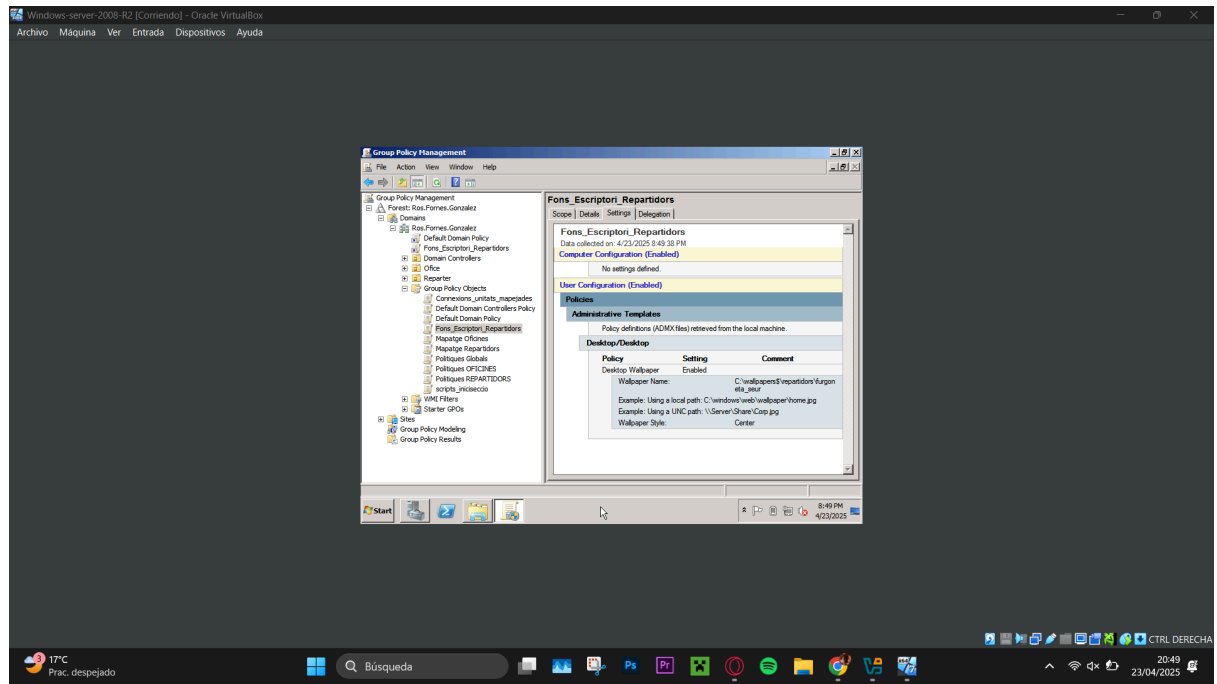 Windows-server-2008-R2 [Corriendo] - Oracle VirtualBox
Archivo Máquina Ver Entrada Dispositivos Ayuda
Group Policy Management
File Action View Window Help
Group Policy Management
Forest: Ros.Fornes.Gonzalez
Domains
Ros.Fornes.Gonzalez
Default Domain Policy
Fons_Escriptori_Repartidors
Domain Controllers
Ofice
Reparter
Group Policy Objects
Connexions_unitats_mapejades
Default Domain Controllers Policy
Default Domain Policy
Fons_Escriptori_Repartidors
Mapatge Oficines
Mapatge Repartidors
Politiques Globals
Politiques OFICINES
Politiques REPARTIDORS
scripts_iniciseccio
WMI Filters
Starter GPOs
Sites
Group Policy Modeling
Group Policy Results
Fons_Escriptori_Repartidors
Scope Details Settings Delegation
Fons_Escriptori_Repartidors
Data collected on: 4/23/2025 8:49:38 PM
Computer Configuration (Enabled)
No settings defined.
User Configuration (Enabled)
Policies
Administrative Templates
Policy definitions (ADMX files) retrieved from the local machine.
Desktop/Desktop
Policy Setting Comment
Desktop Wallpaper Enabled
Wallpaper Name: C:\wallpapers$\repartidors\furgon
eta_seur
Example: Using a local path: C:\windows\web\wallpaper\home.jpg
Example: Using a UNC path: \\Server\Share\Corp.jpg
Wallpaper Style: Center
Start
8:49 PM
4/23/2025
CTRL DERECHA
3
17°C
Prac. despejado
Búsqueda
Ps
Pr
20:49
23/04/2025